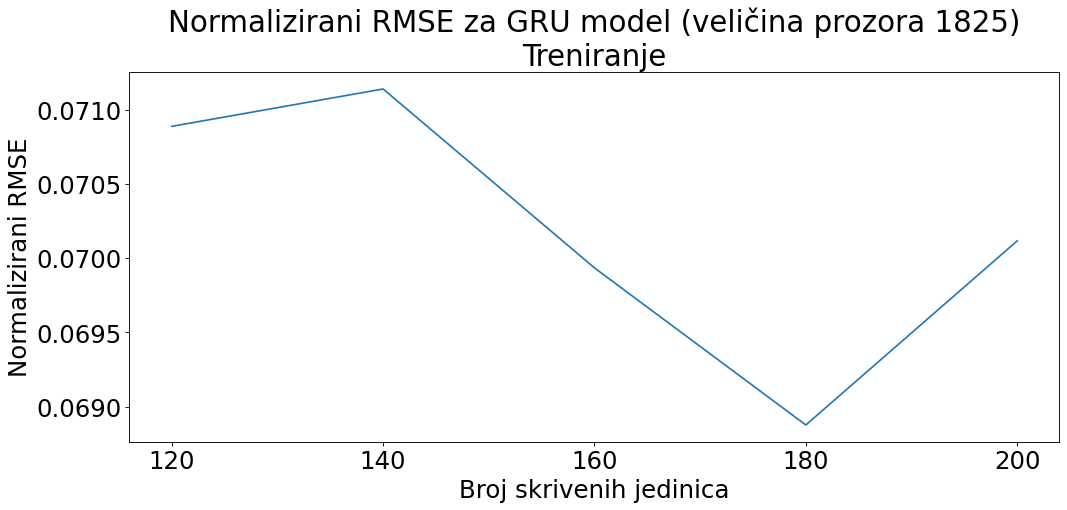 Normalizirani RMSE za GRU model (veličina prozora 1825)
Treniranje
Normalizirani RMSE
0.0710
0.0705
0.0700
0.0695
0.0690
120 140 160 180 200
Broj skrivenih jedinica